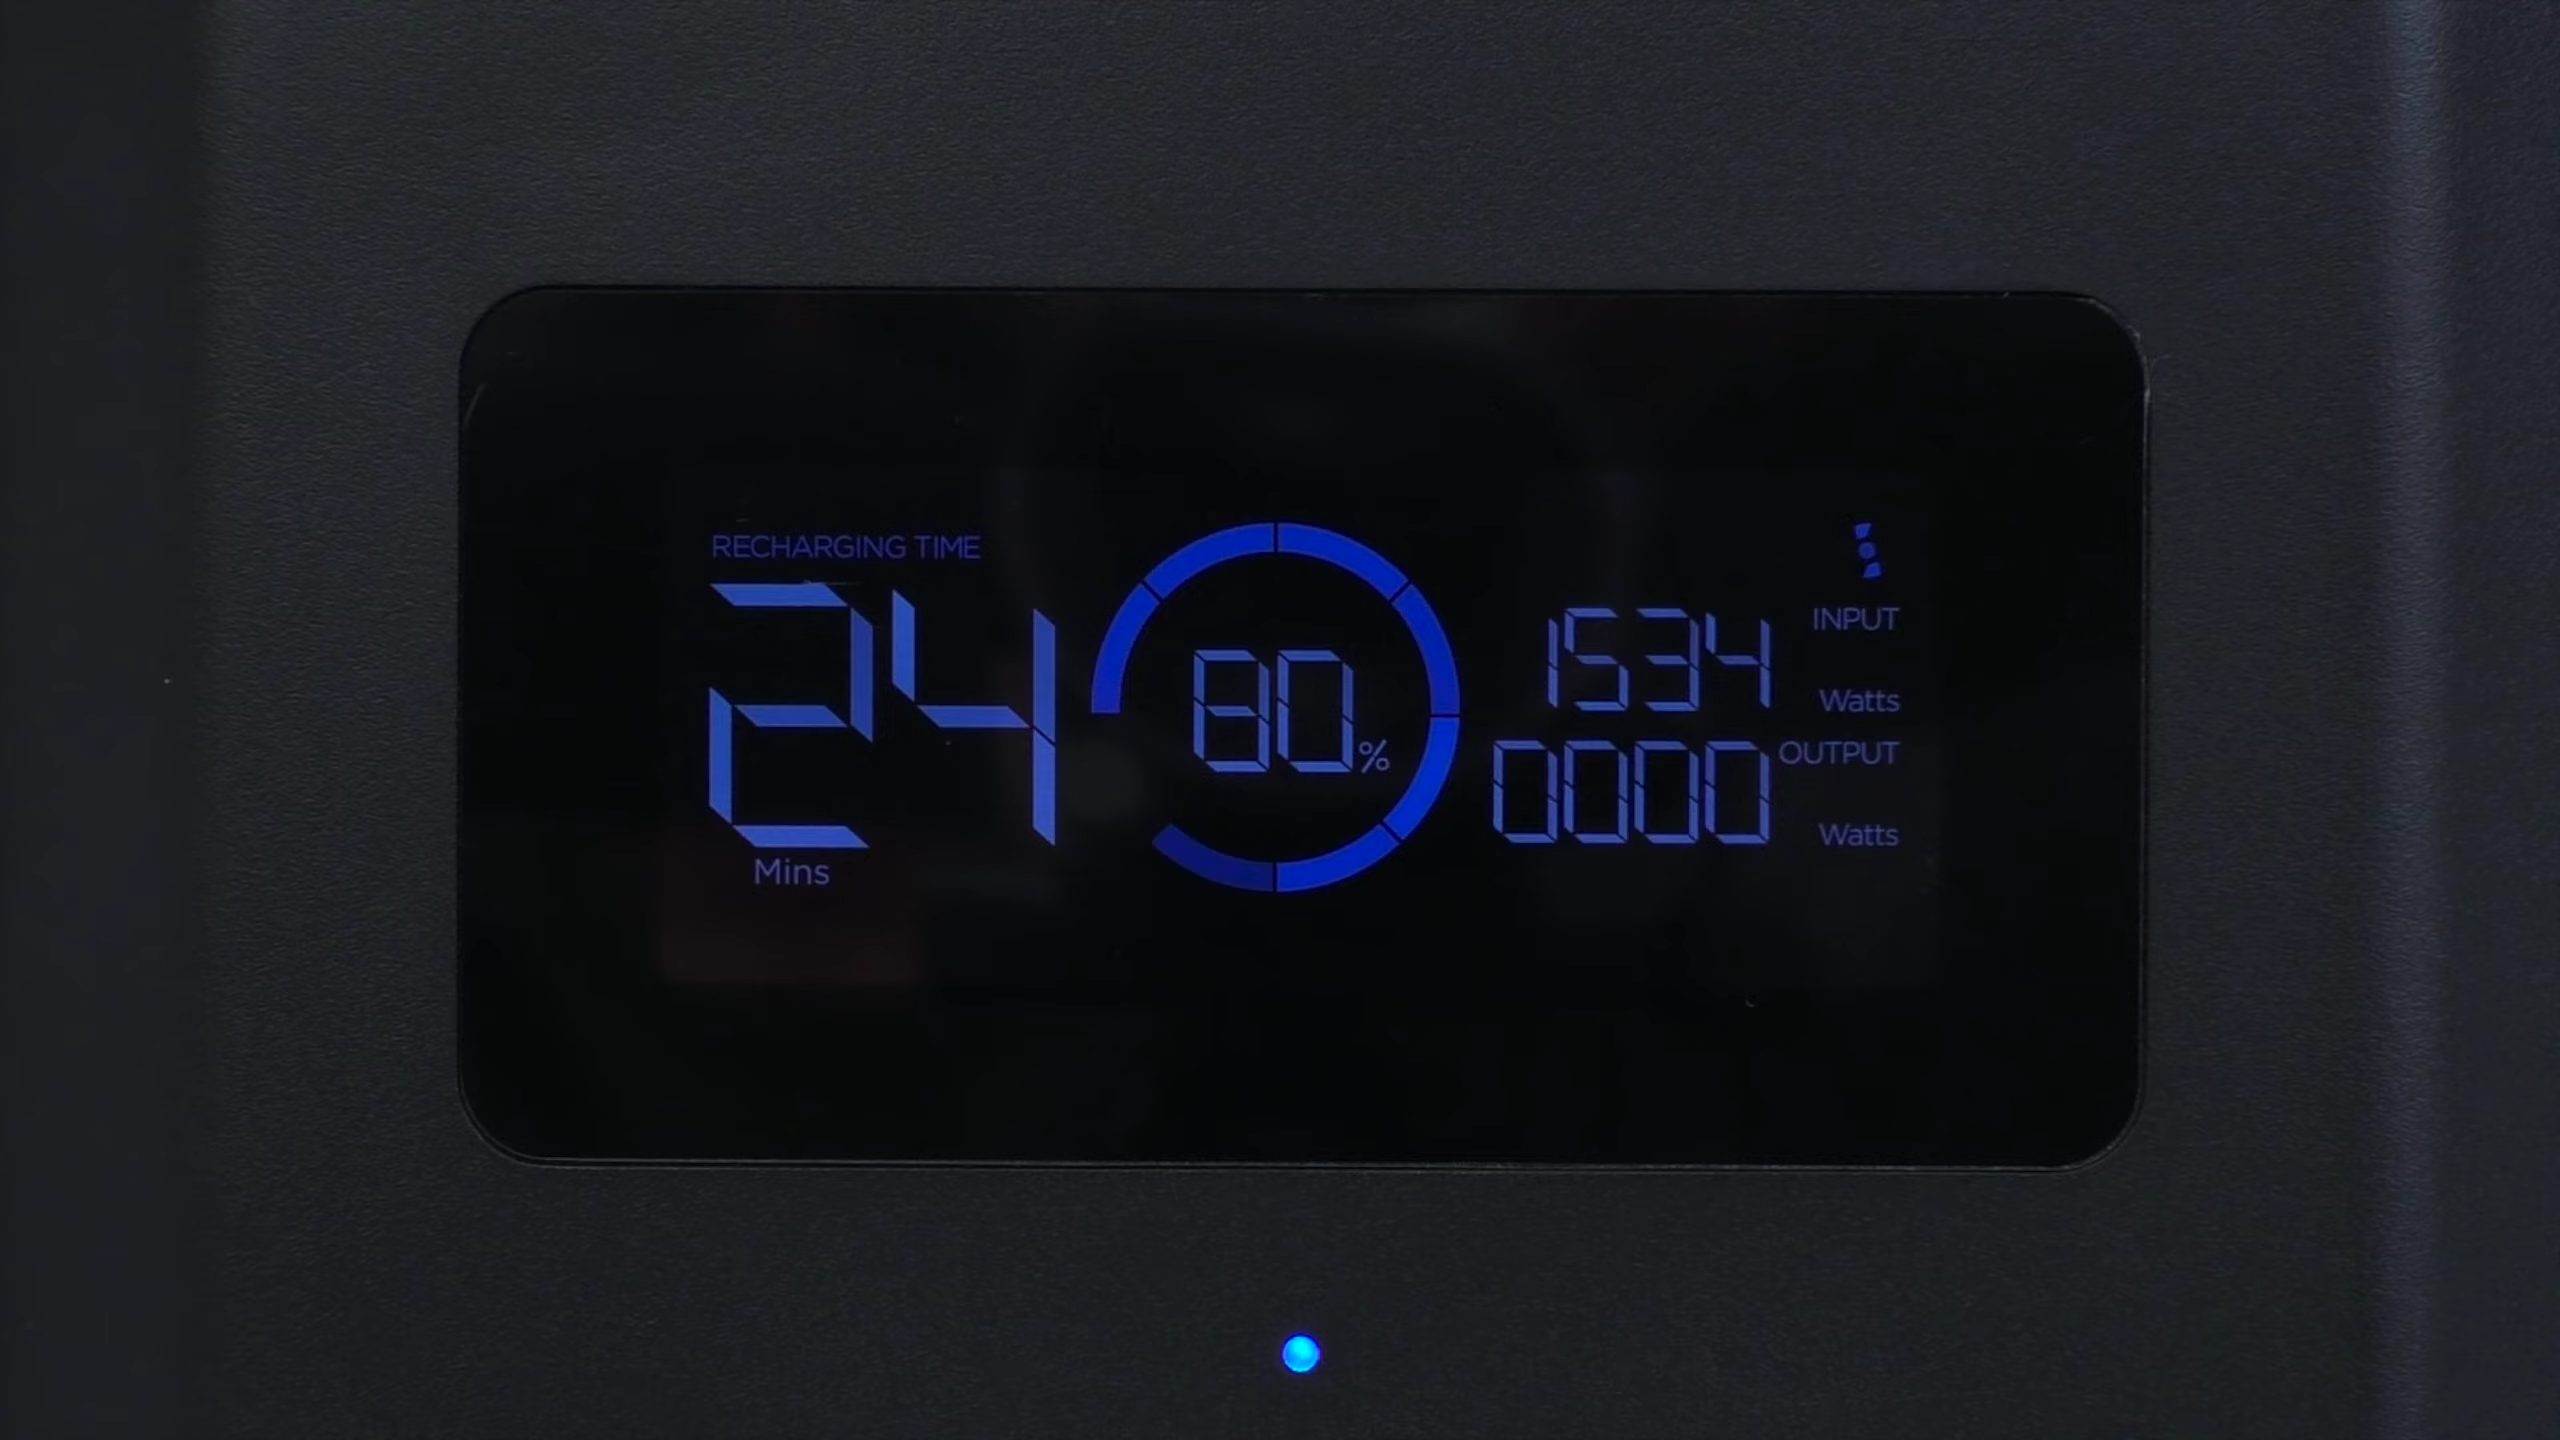 RECHARGING TIME
24
Mins
80%
1534 INPUT
Watts
0000 OUTPUT
Watts